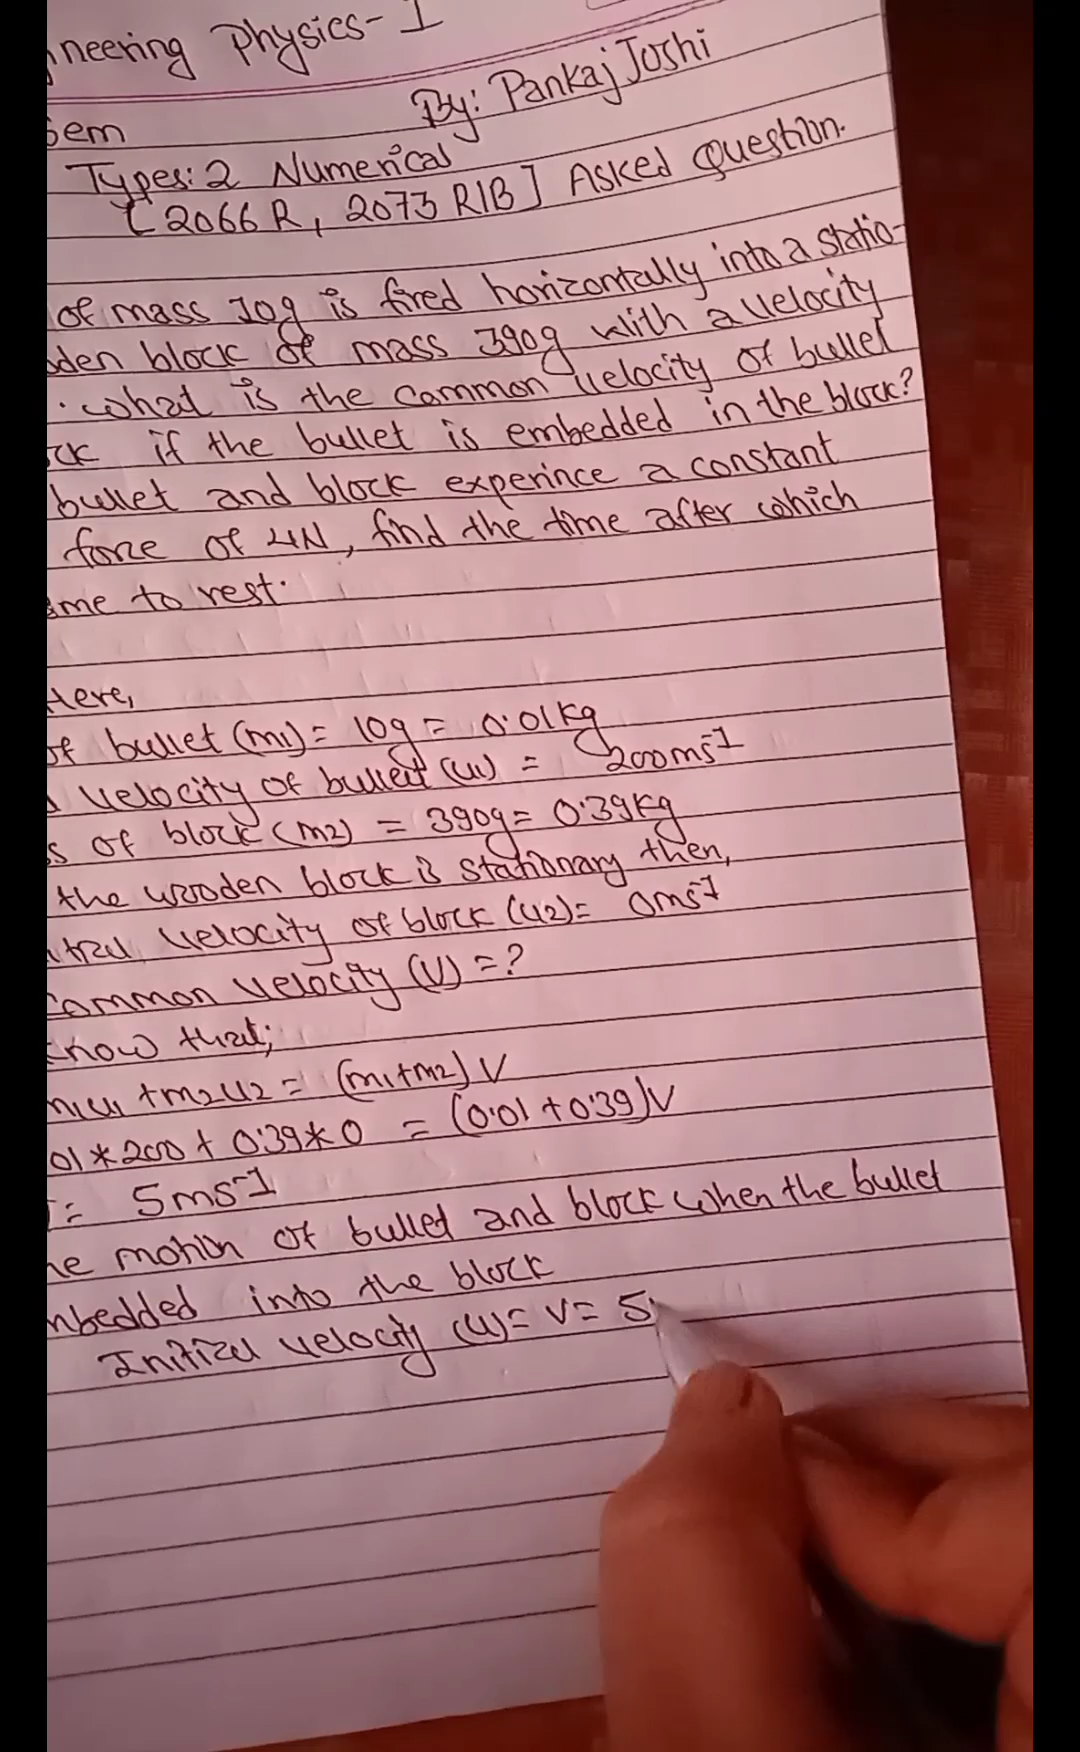 neering Physics-I
Sem By: Pankaj Joshi
Types: 2 Numerical
[2066 R, 2073 R/B] Asked Question.
of mass 10g is fired horizontally into a statio-
den block of mass 390g with a velocity
. what is the common velocity of bullet
ck if the bullet is embedded in the block?
bullet and block experince a constant
force of 4N, find the time after which
ame to rest.
Here,
of bullet (m1) = 10g = 0.01kg
l velocity of bullet (u1) = 200ms-1
s of block (m2) = 390g = 0.39kg
the wooden block is stationary then,
itial velocity of block (u2) = 0ms-1
Common velocity (V) = ?
know that;
m1u1 + m2u2 = (m1+m2) V
01*200 + 0.39*0 = (0.01 + 0.39)V
= 5ms-1
he motion of bullet and block when the bullet
mbedded into the block
Initial velocity (u) = v = 5